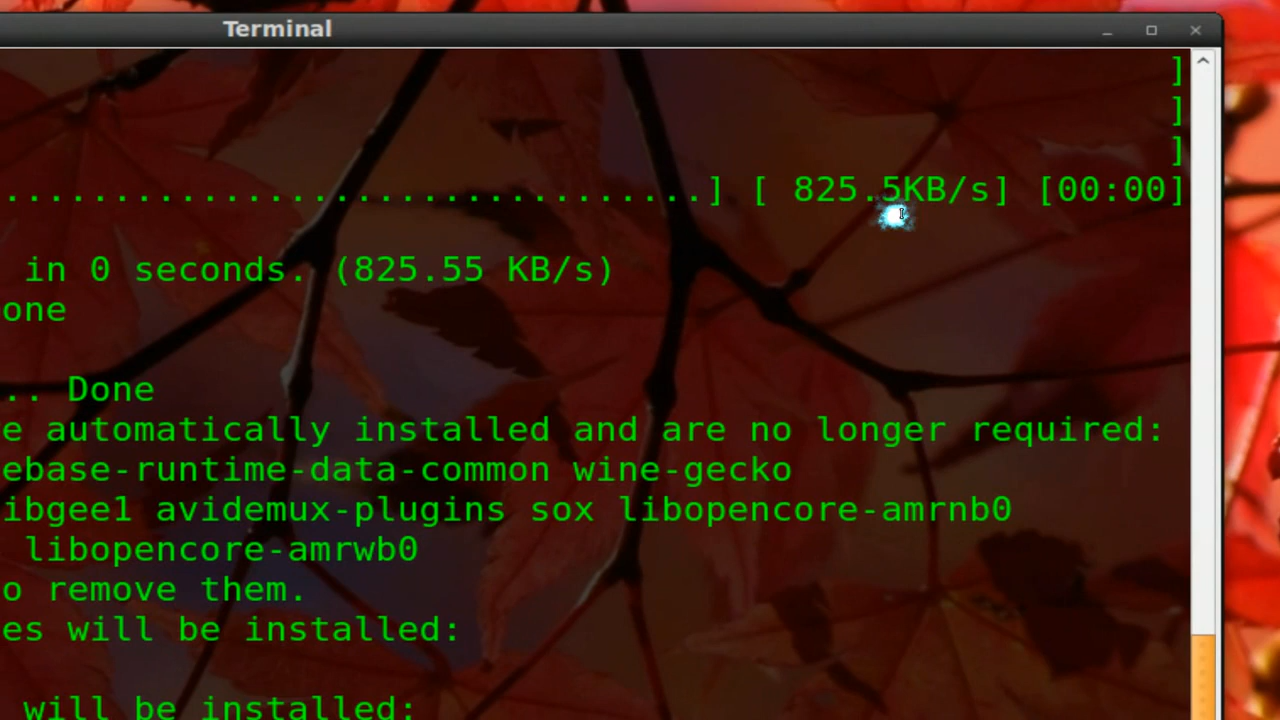 Terminal
]
]
]
................................] [ 825.5KB/s] [00:00]
in 0 seconds. (825.55 KB/s)
one
.. Done
e automatically installed and are no longer required:
ebase-runtime-data-common wine-gecko
ibgee1 avidemux-plugins sox libopencore-amrnb0
libopencore-amrwb0
o remove them.
es will be installed:
will be installed: